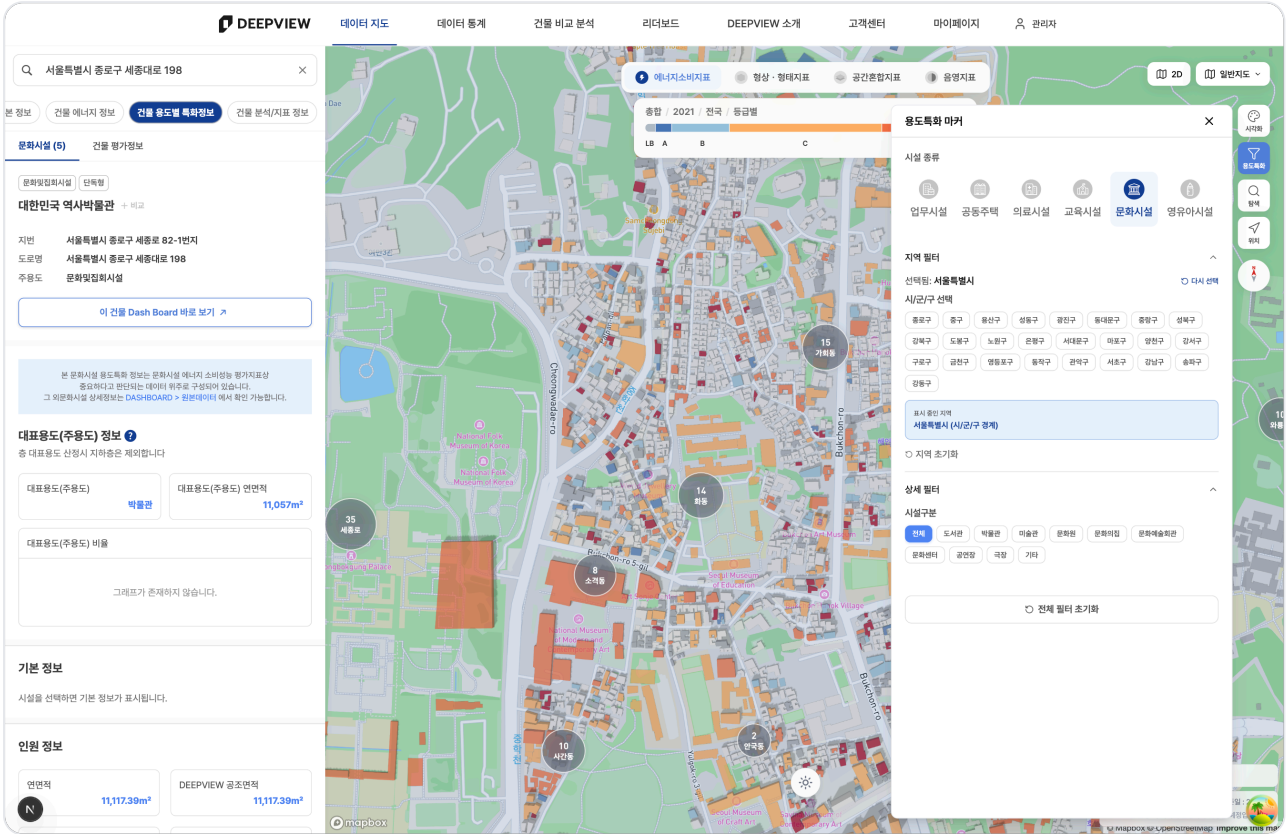 DEEPVIEW
데이터 지도
데이터 통계
건물 비교 분석
리더보드
DEEPVIEW 소개
고객센터
마이페이지
관리자
서울특별시 종로구 세종대로 198
본 정보
건물 에너지 정보
건물 용도별 특화정보
건물 분석/지표 정보
문화시설 (5)
건물 평가정보
문화및집회시설
단독형
대한민국 역사박물관
+ 비교
지번 서울특별시 종로구 세종로 82-1번지
도로명 서울특별시 종로구 세종대로 198
주용도 문화및집회시설
이 건물 Dash Board 바로 보기
본 문화시설 용도특화 정보는 문화시설 에너지 소비성능 평가지표상
중요하다고 판단되는 데이터 위주로 구성되어 있습니다.
그 외문화시설 상세정보는 DASHBOARD > 원본데이터 에서 확인 가능합니다.
대표용도(주용도) 정보 ?
층 대표용도 산정시 지하층은 제외합니다
대표용도(주용도)
박물관
대표용도(주용도) 연면적
11,057m²
대표용도(주용도) 비율
그래프가 존재하지 않습니다.
기본 정보
시설을 선택하면 기본 정보가 표시됩니다.
인원 정보
연면적
11,117.39m²
DEEPVIEW 공조면적
11,117.39m²
N
에너지소비지표
형상 · 형태지표
공간혼합지표
음영지표
종합 / 2021 / 전국 / 등급별
LB A B C
2D
일반지도
Dae
Cheongwadae-ro
Bukchon-ro
15
가회동
14
화동
35
세종로
8
소격동
10
사간동
2
안국동
National Folk
Museum of Korea
National Folk
Museum of Korea
Bukchon-ro 5-gil
Seoul Museum
of Education
National Museum
of Modern and
Contemporary Art
Bukchon-ro
중학천
Yulgok-ro 3-gil
Seoul Museum
of Craft Art
mapbox
용도특화 마커
시설 종류
업무시설
공동주택
의료시설
교육시설
문화시설
영유아시설
지역 필터
선택됨: 서울특별시
다시 선택
시/군/구 선택
종로구 중구 용산구 성동구 광진구 동대문구 중랑구 성북구
강북구 도봉구 노원구 은평구 서대문구 마포구 양천구 강서구
구로구 금천구 영등포구 동작구 관악구 서초구 강남구 송파구
강동구
표시 중인 지역
서울특별시 (시/군/구 경계)
지역 초기화
상세 필터
시설구분
전체 도서관 박물관 미술관 문화원 문화의집 문화예술회관
문화센터 공연장 극장 기타
전체 필터 초기화
시각화
용도특화
탐색
위치
© Mapbox © OpenStreetMap Improve this map